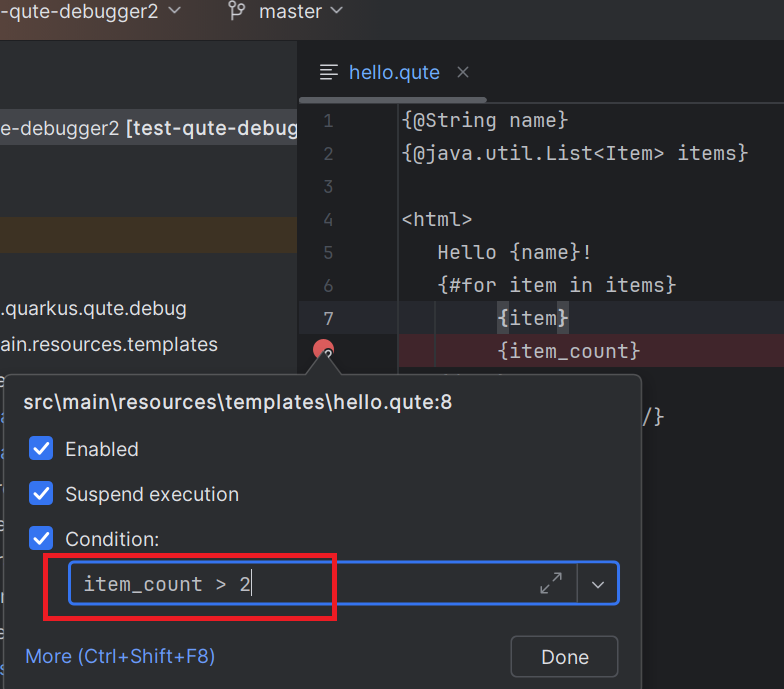 -qute-debugger2 master
hello.qute
e-debugger2 [test-qute-debug
1 {@String name}
2 {@java.util.List<Item> items}
3
4 <html>
5 Hello {name}!
6 {#for item in items}
.quarkus.qute.debug
7 {item}
ain.resources.templates
{item_count}
src\main\resources\templates\hello.qute:8
/}
Enabled
Suspend execution
Condition:
item_count > 2
More (Ctrl+Shift+F8)
Done